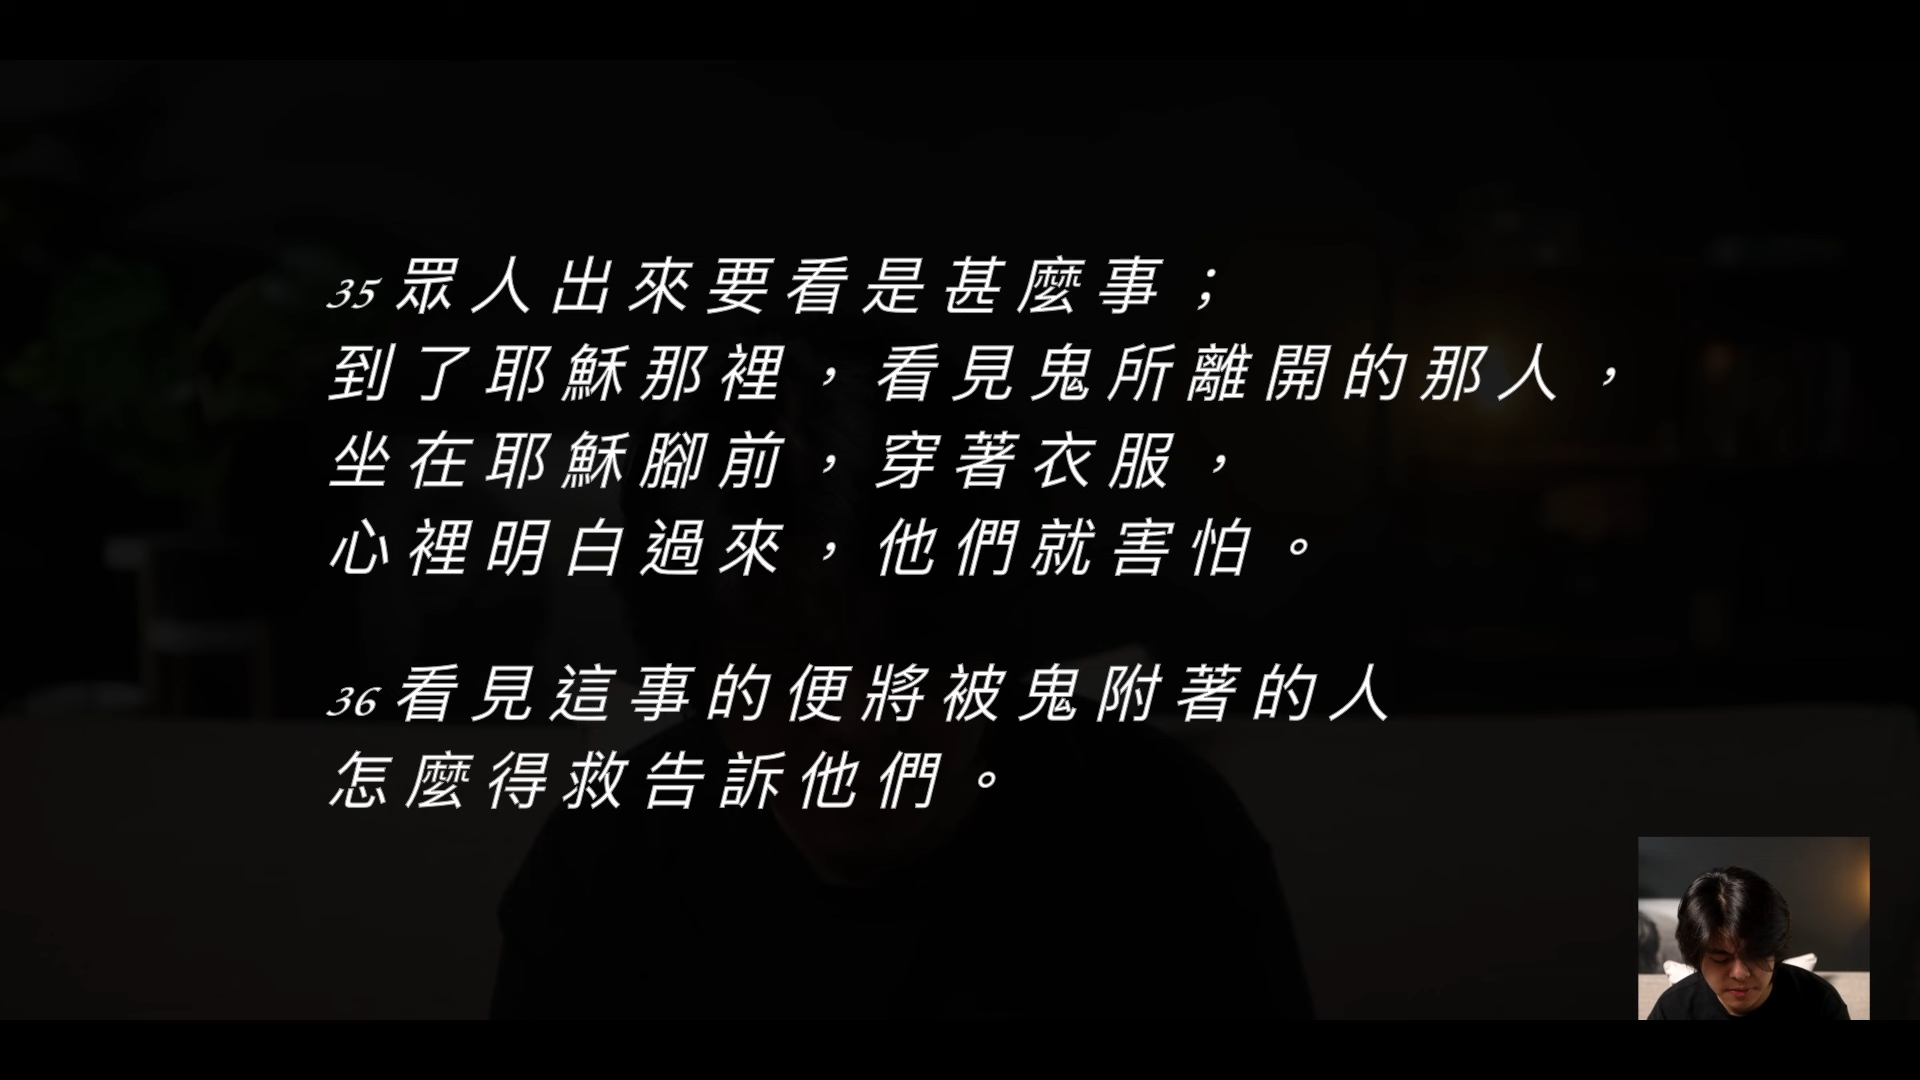 35 眾人出來要看是甚麼事；
到了耶穌那裡，看見鬼所離開的那人，
坐在耶穌腳前，穿著衣服，
心裡明白過來，他們就害怕。
36 看見這事的便將被鬼附著的人
怎麼得救告訴他們。